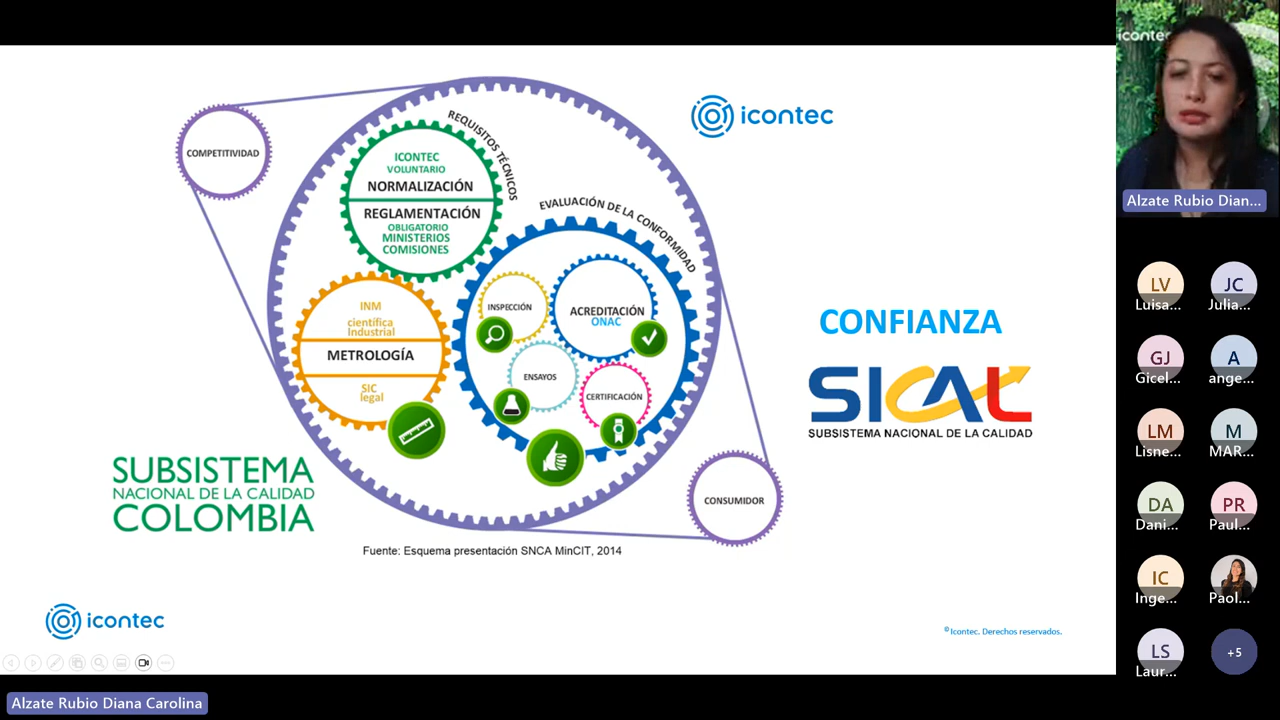 COMPETITIVIDAD
REQUISITOS TÉCNICOS
ICONTEC
VOLUNTARIO
NORMALIZACIÓN
REGLAMENTACIÓN
OBLIGATORIO
MINISTERIOS
COMISIONES
EVALUACIÓN DE LA CONFORMIDAD
INSPECCIÓN
ACREDITACIÓN
ONAC
ENSAYOS
CERTIFICACIÓN
INM
científica
Industrial
METROLOGÍA
SIC
legal
CONSUMIDOR
icontec
CONFIANZA
SICAL
SUBSISTEMA NACIONAL DE LA CALIDAD
SUBSISTEMA
NACIONAL DE LA CALIDAD
COLOMBIA
Fuente: Esquema presentación SNCA MinCIT, 2014
icontec
© Icontec. Derechos reservados.
Alzate Rubio Diana Carolina
icontec
Alzate Rubio Dian...
LV
Luisa...
JC
Julia...
GJ
Gicel...
A
ange...
LM
Lisne...
M
MAR...
DA
Dani...
PR
Paul...
IC
Inge...
Paol...
LS
Laur...
+5